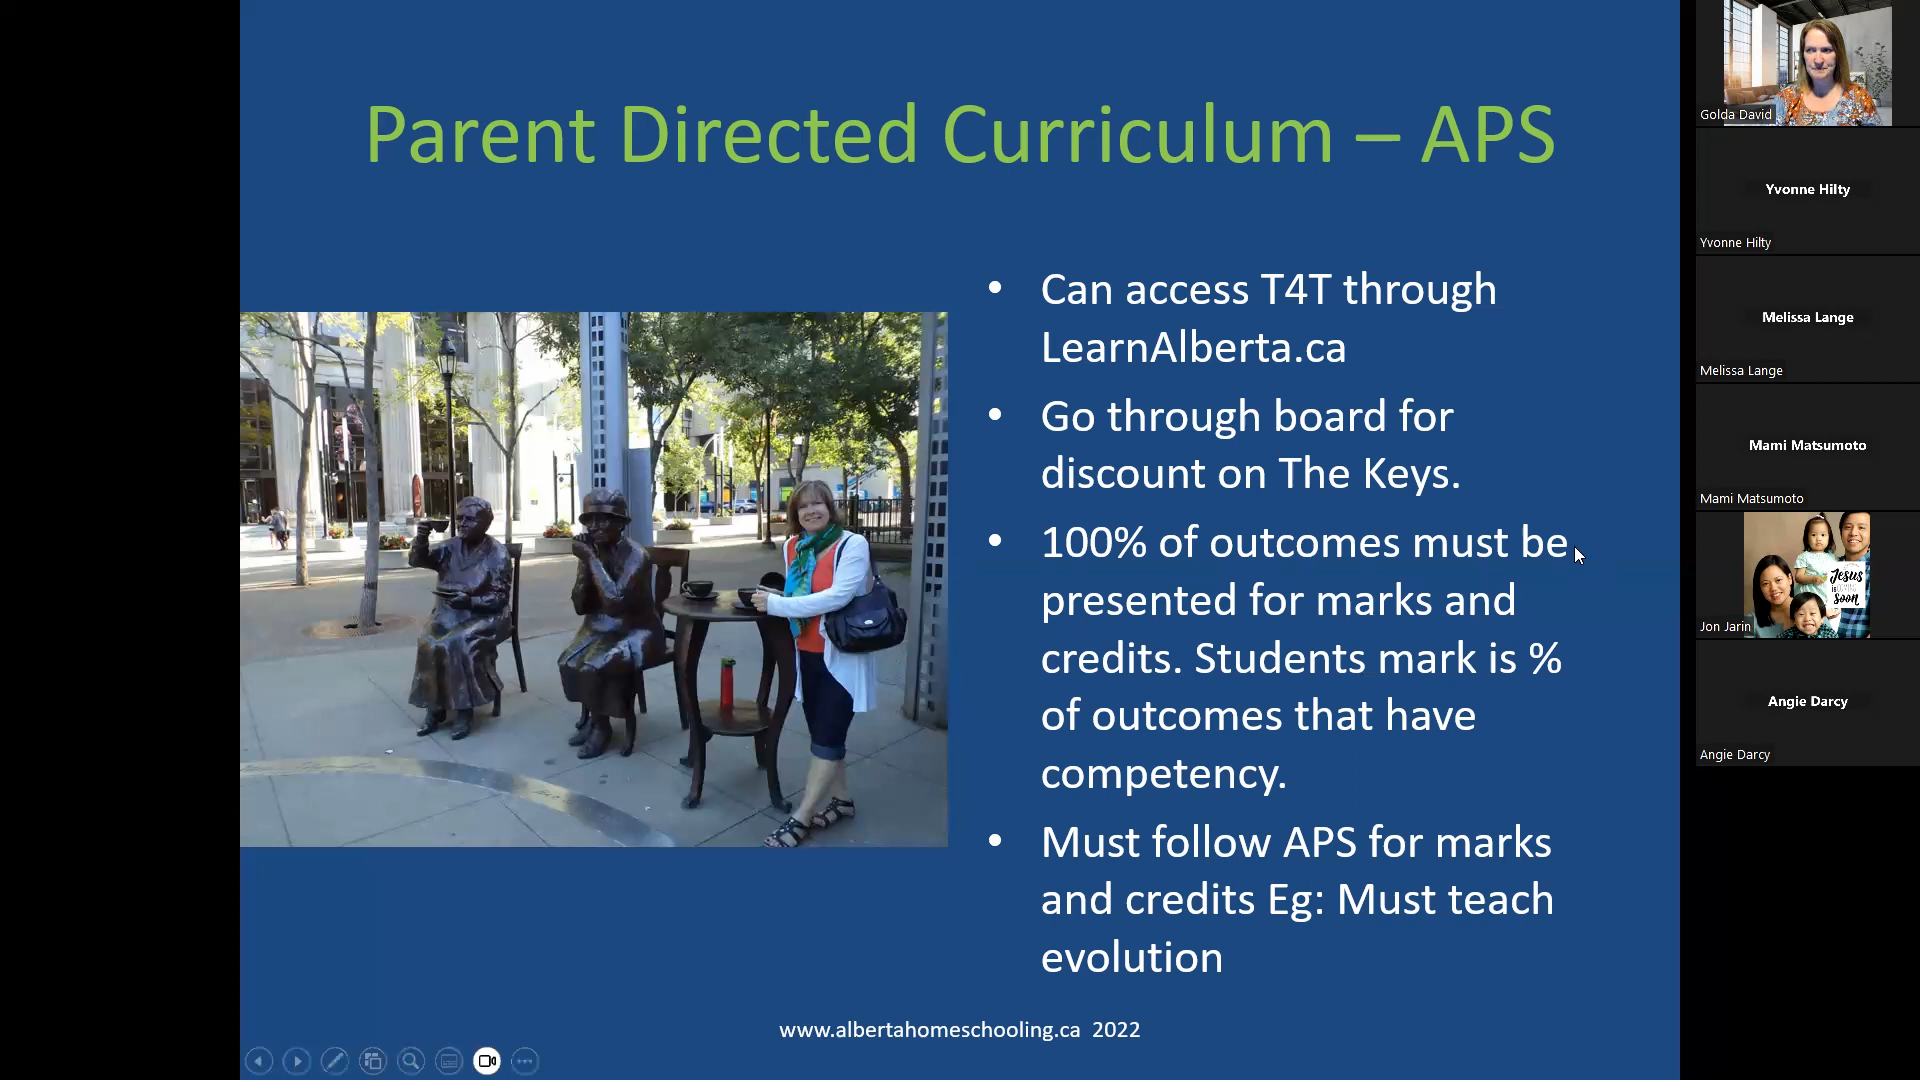 Parent Directed Curriculum – APS
• Can access T4T through
LearnAlberta.ca
• Go through board for
discount on The Keys.
• 100% of outcomes must be
presented for marks and
credits. Students mark is %
of outcomes that have
competency.
• Must follow APS for marks
and credits Eg: Must teach
evolution
www.albertahomeschooling.ca 2022
Golda David
Yvonne Hilty
Yvonne Hilty
Melissa Lange
Melissa Lange
Mami Matsumoto
Mami Matsumoto
Jesus
soon
Jon Jarin
Angie Darcy
Angie Darcy